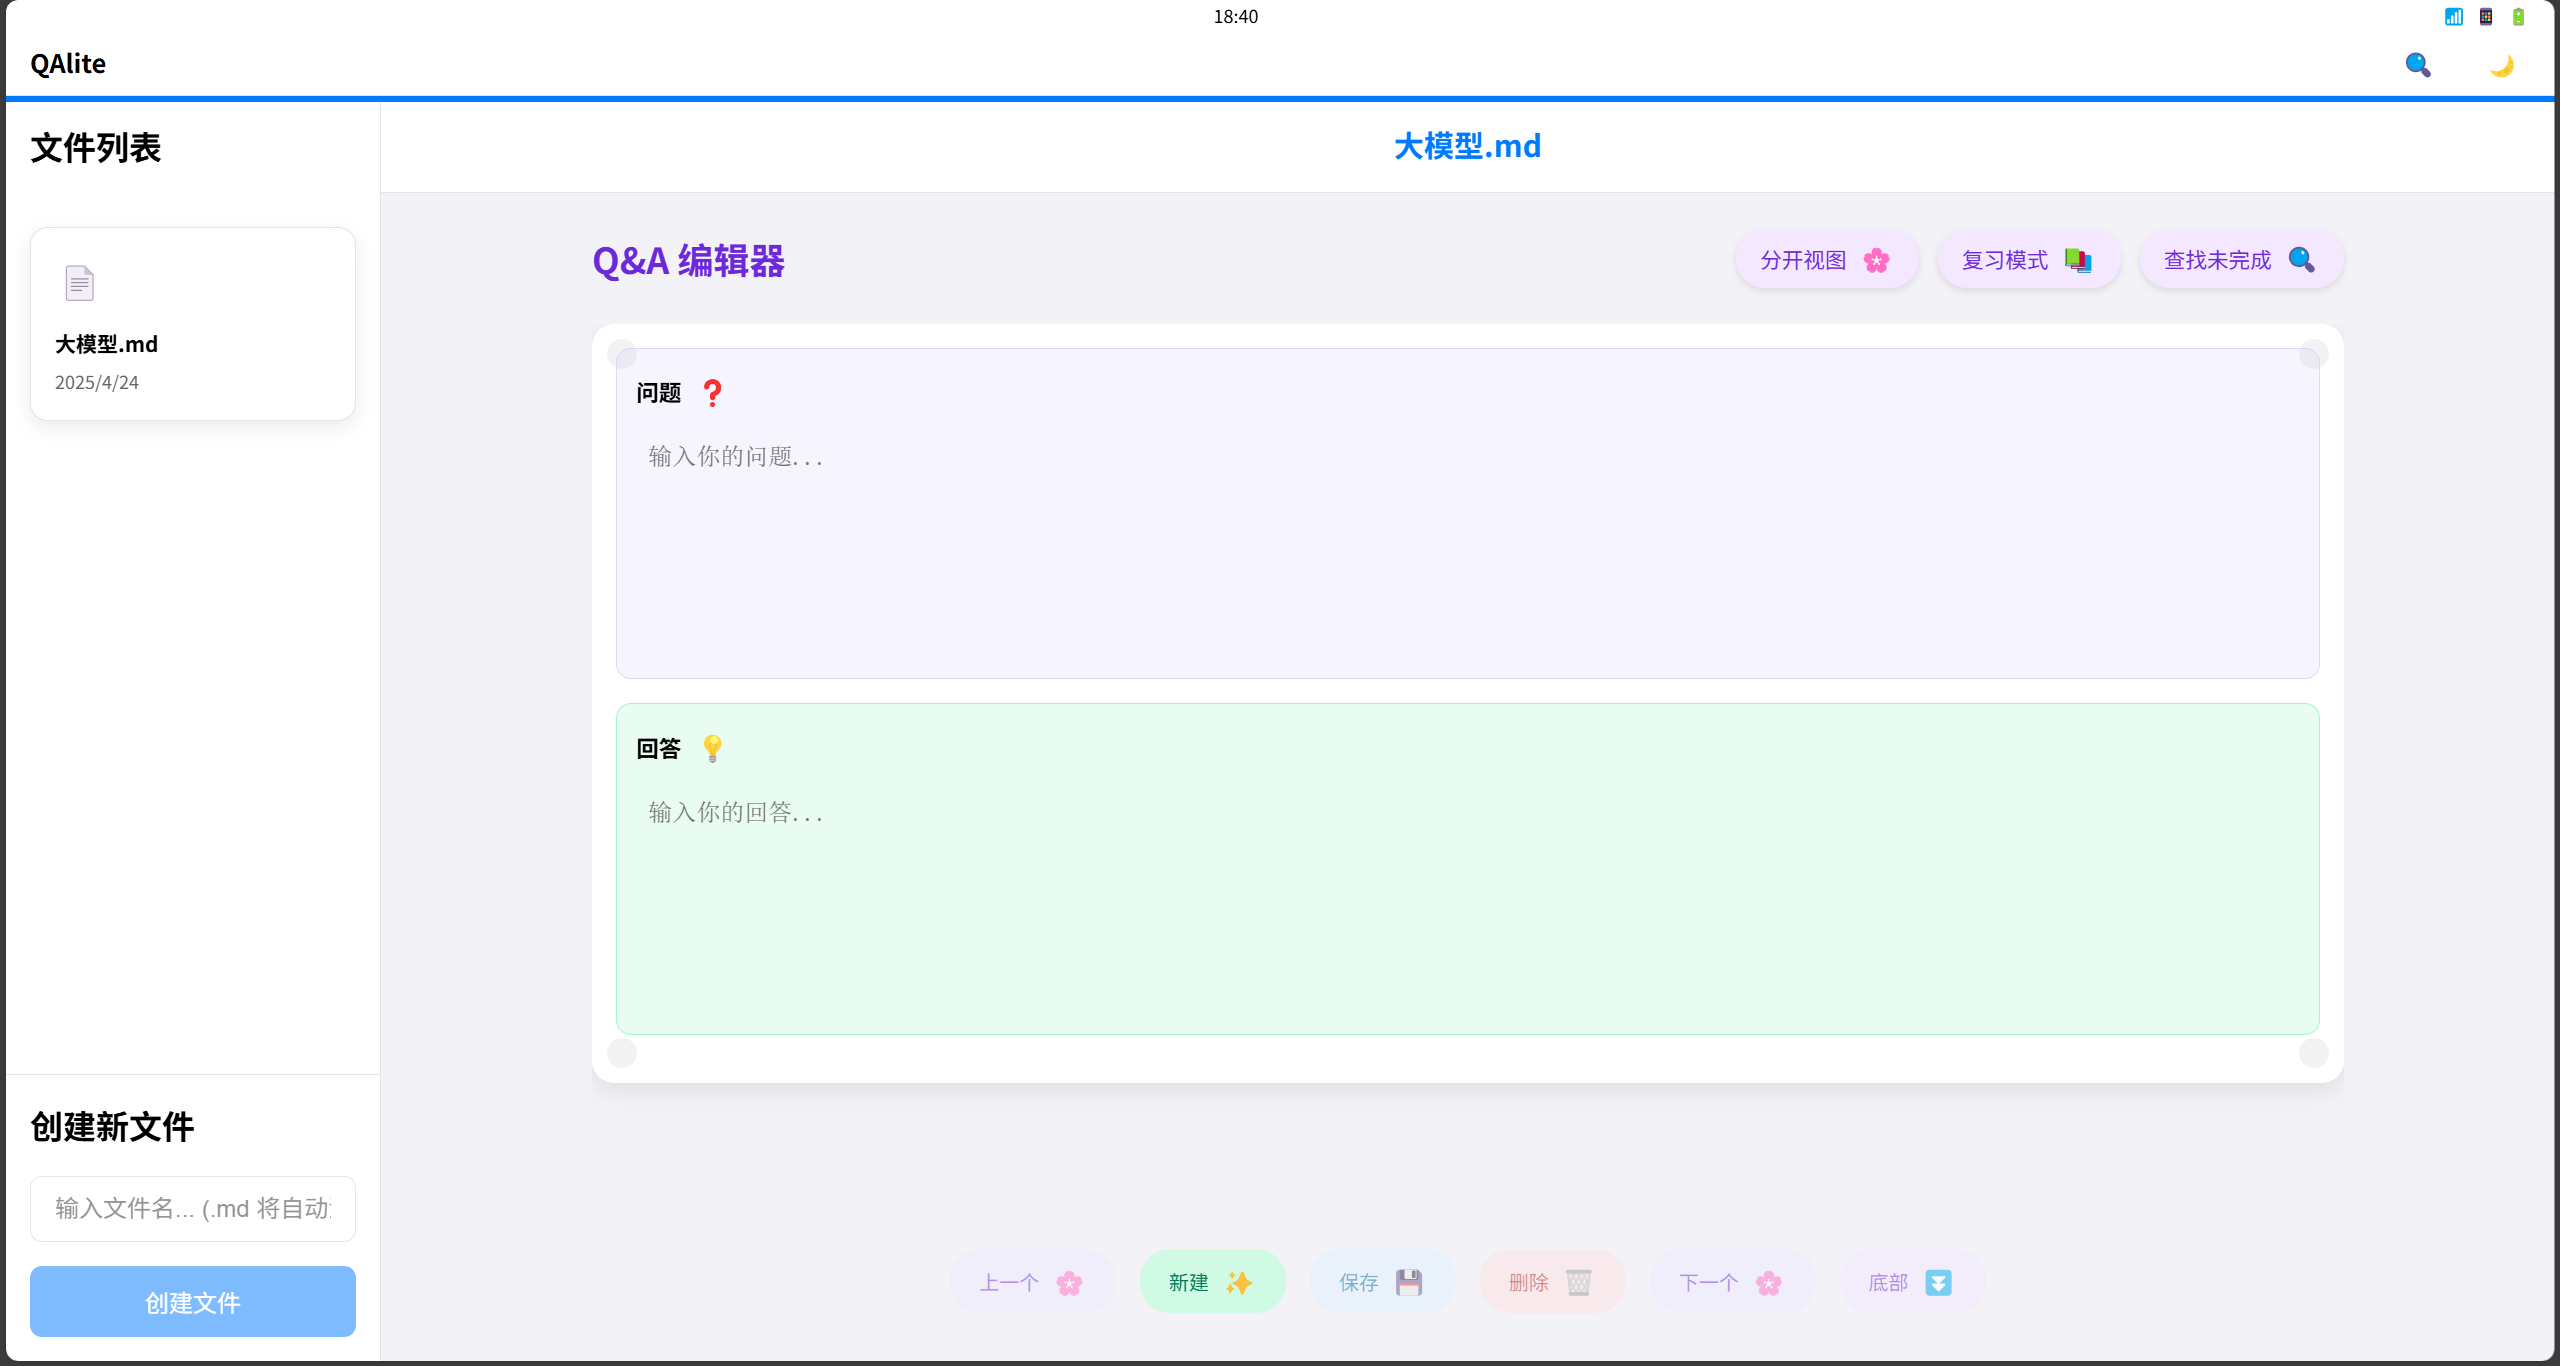 18:40
QAlite
文件列表
大模型.md
2025/4/24
创建新文件
输入文件名... (.md 将自动
创建文件
大模型.md
Q&A 编辑器
分开视图
复习模式
查找未完成
问题
输入你的问题...
回答
输入你的回答...
上一个
新建
保存
删除
下一个
底部